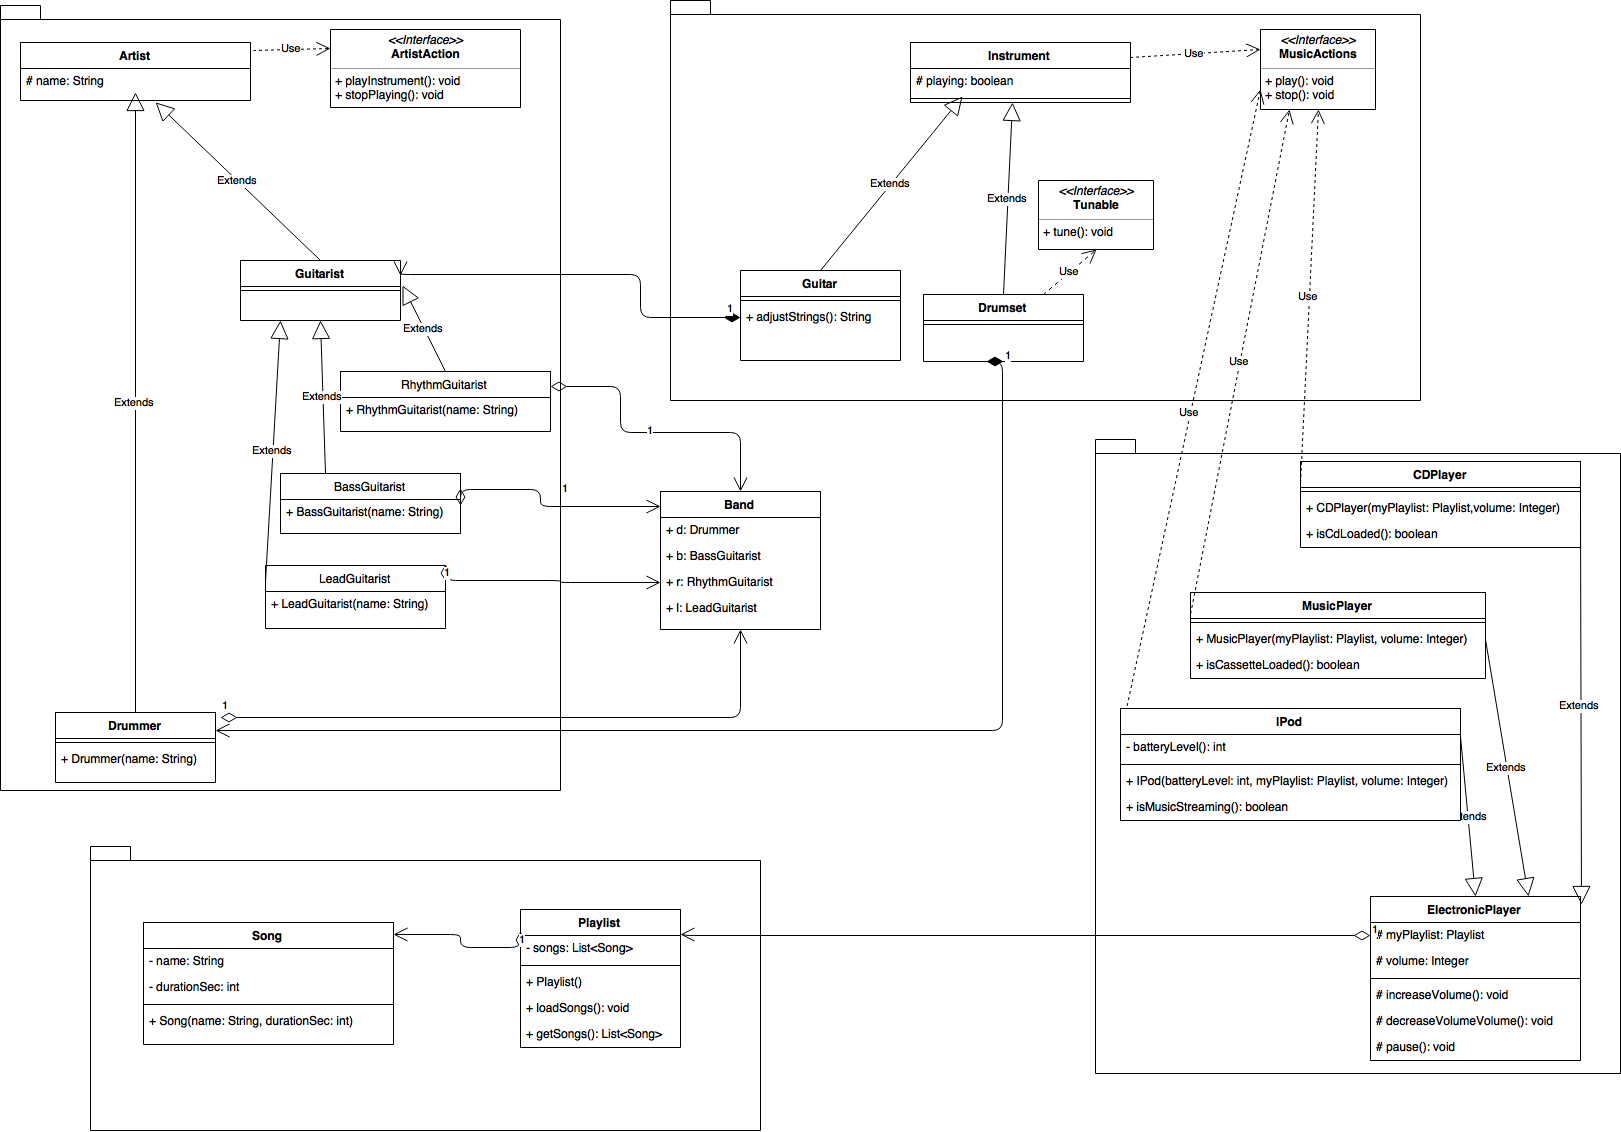 Artist
# name: String
Use
<<Interface>>
ArtistAction
+ playInstrument(): void
+ stopPlaying(): void
Extends
Guitarist
Extends
Extends
RhythmGuitarist
+ RhythmGuitarist(name: String)
1
Extends
Extends
BassGuitarist
+ BassGuitarist(name: String)
1
LeadGuitarist
+ LeadGuitarist(name: String)
1
Drummer
+ Drummer(name: String)
1
Band
+ d: Drummer
+ b: BassGuitarist
+ r: RhythmGuitarist
+ l: LeadGuitarist
Instrument
# playing: boolean
Use
<<Interface>>
MusicActions
+ play(): void
+ stop(): void
Extends
Extends
<<Interface>>
Tunable
+ tune(): void
Use
Guitar
+ adjustStrings(): String
1
Drumset
1
Use
Use
Use
CDPlayer
+ CDPlayer(myPlaylist: Playlist,volume: Integer)
+ isCdLoaded(): boolean
MusicPlayer
+ MusicPlayer(myPlaylist: Playlist, volume: Integer)
+ isCassetteLoaded(): boolean
Extends
IPod
- batteryLevel(): int
+ IPod(batteryLevel: int, myPlaylist: Playlist, volume: Integer)
+ isMusicStreaming(): boolean
Extends
tends
ElectronicPlayer
1
# myPlaylist: Playlist
# volume: Integer
# increaseVolume(): void
# decreaseVolumeVolume(): void
# pause(): void
Song
- name: String
- durationSec: int
+ Song(name: String, durationSec: int)
Playlist
1
- songs: List<Song>
+ Playlist()
+ loadSongs(): void
+ getSongs(): List<Song>